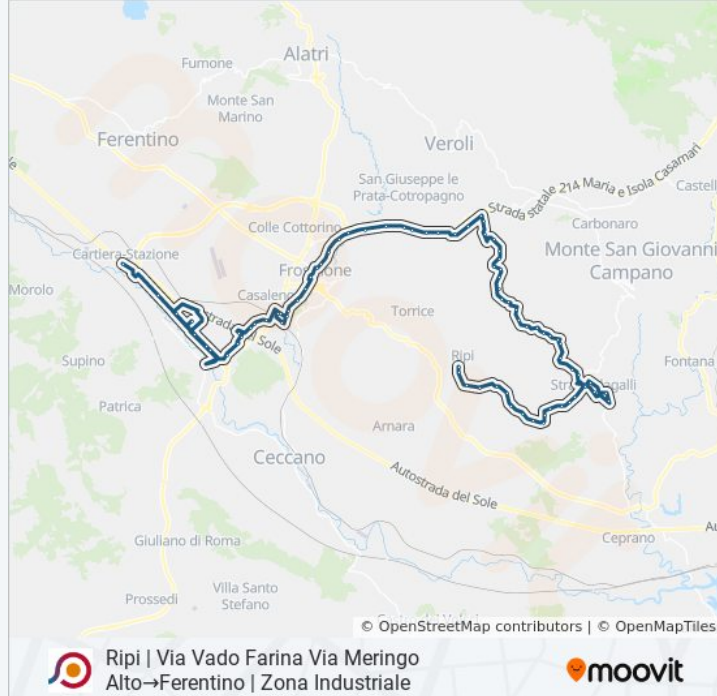 Alatri
Fumone
Monte San
Marino
Ferentino
Veroli
San Giuseppe le
Prata-Cotropagno
Strada statale 214 Maria e Isola Casamari
Castell
Colle Cottorino
Carbonaro
Cartiera-Stazione
Monte San Giovanni
Campano
Morolo
Casaleno
Torrice
Supino
Ripi
Fontana
Patrica
Arnara
Ceccano
Autostrada del Sole
Ceprano
Giuliano di Roma
Villa Santo
Stefano
Prossedi
© OpenStreetMap contributors | © OpenMapTiles
Ripi | Via Vado Farina Via Meringo
Alto→Ferentino | Zona Industriale
moovit